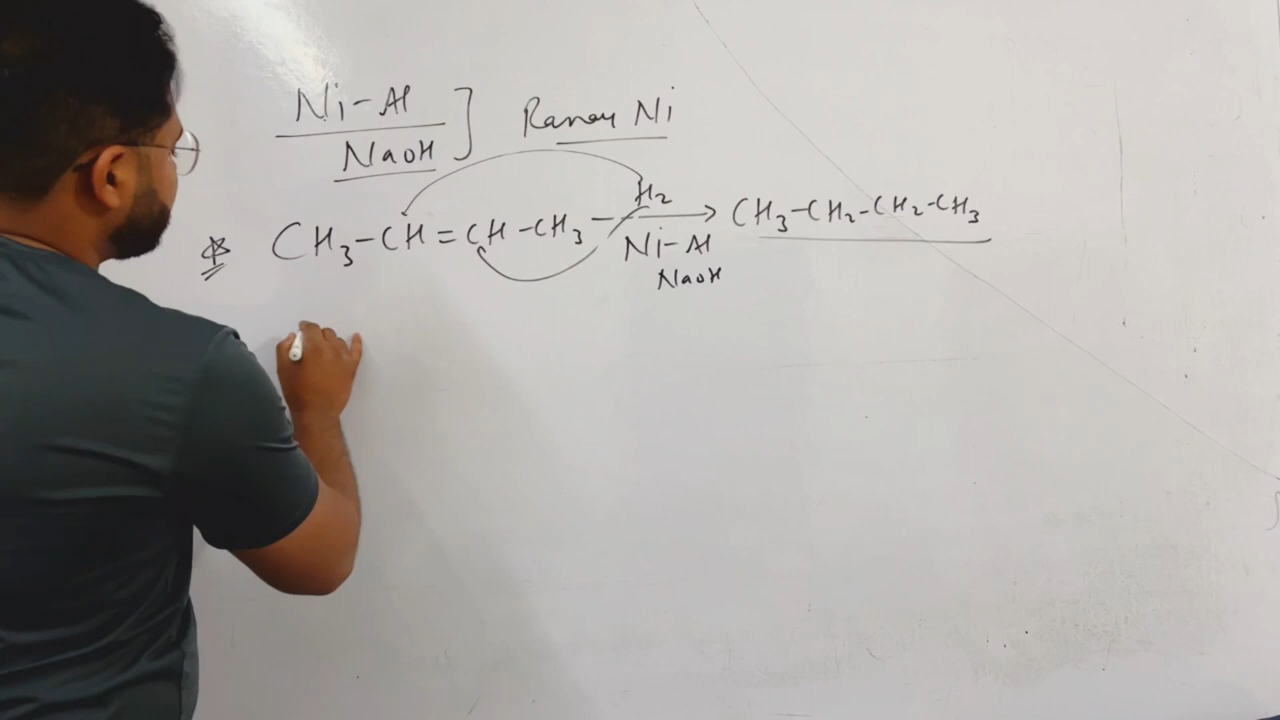 Ni-Al
NaOH ] Raney Ni
CH3-CH=CH-CH3 H2 → CH3-CH2-CH2-CH3
Ni-Al
NaOH